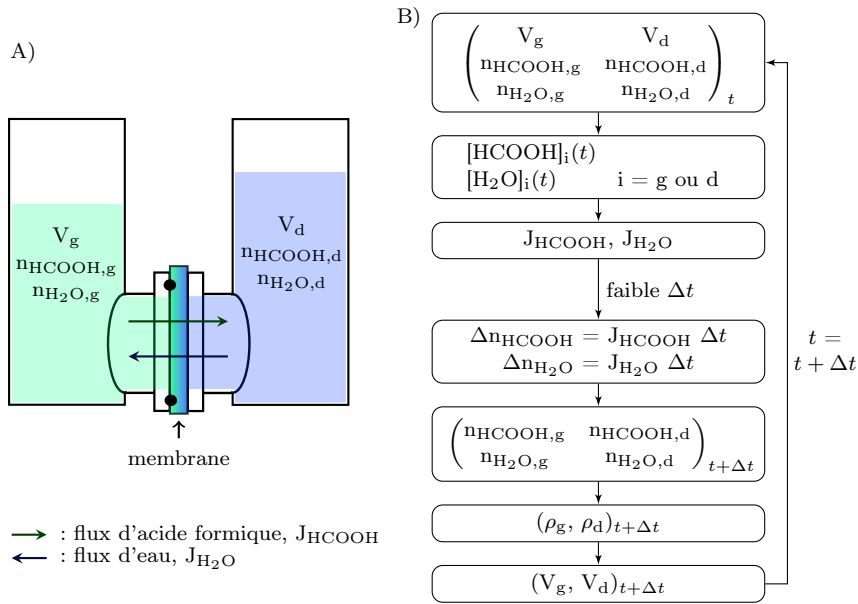 A)
V_g
n_HCOOH,g
n_H2O,g
V_d
n_HCOOH,d
n_H2O,d
membrane
: flux d'acide formique, J_HCOOH
: flux d'eau, J_H2O
B)
V_g V_d
n_HCOOH,g n_HCOOH,d
n_H2O,g n_H2O,d
t
[HCOOH]_i(t)
[H2O]_i(t) i = g ou d
J_HCOOH, J_H2O
faible Δt
Δn_HCOOH = J_HCOOH Δt
Δn_H2O = J_H2O Δt
n_HCOOH,g n_HCOOH,d
n_H2O,g n_H2O,d
t+Δt
(ρ_g, ρ_d)_t+Δt
(V_g, V_d)_t+Δt
t =
t + Δt